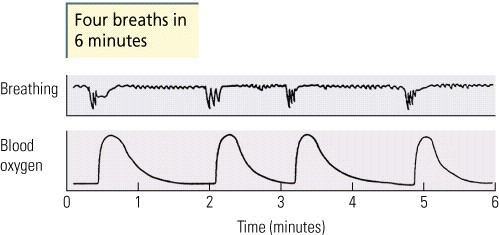 Four breaths in
6 minutes
Breathing
Blood
oxygen
0 1 2 3 4 5 6
Time (minutes)